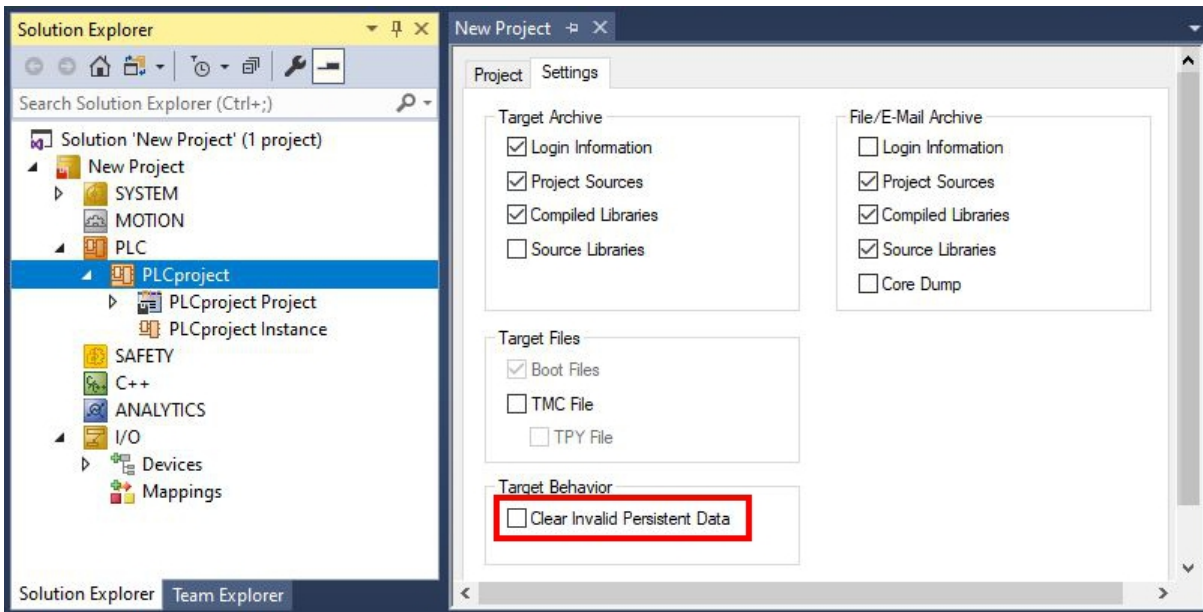 Solution Explorer
Search Solution Explorer (Ctrl+;)
Solution 'New Project' (1 project)
New Project
SYSTEM
MOTION
PLC
PLCproject
PLCproject Project
PLCproject Instance
SAFETY
C++
ANALYTICS
I/O
Devices
Mappings
Solution Explorer Team Explorer
New Project
Project Settings
Target Archive
Login Information
Project Sources
Compiled Libraries
Source Libraries
File/E-Mail Archive
Login Information
Project Sources
Compiled Libraries
Source Libraries
Core Dump
Target Files
Boot Files
TMC File
TPY File
Target Behavior
Clear Invalid Persistent Data